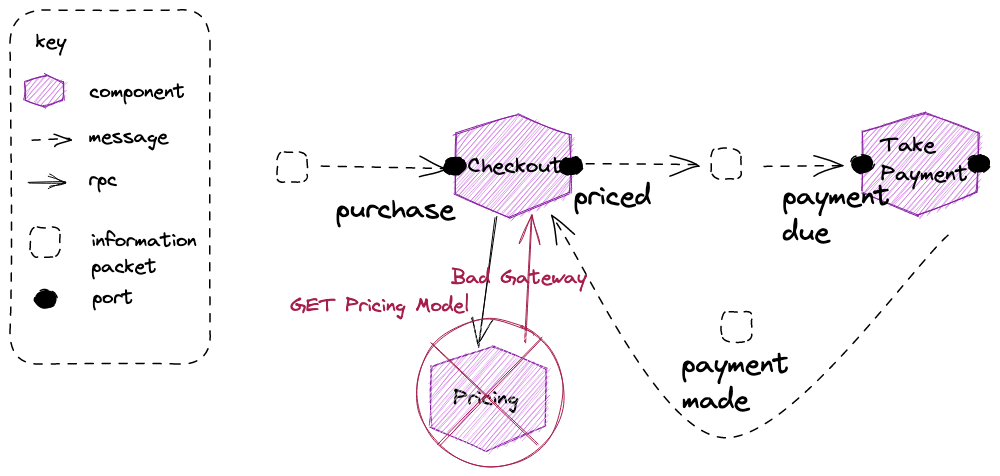 key
component
message
rpc
information
packet
port
Checkout
purchase
priced
Take
Payment
payment
due
Bad Gateway
GET Pricing Model
Pricing
payment
made